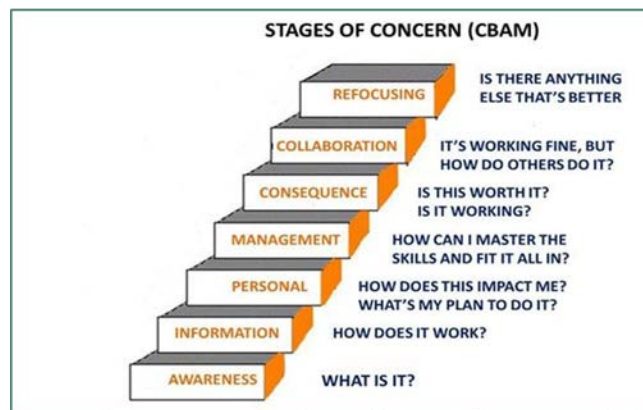 STAGES OF CONCERN (CBAM)
REFOCUSING
IS THERE ANYTHING
ELSE THAT'S BETTER
COLLABORATION
IT'S WORKING FINE, BUT
HOW DO OTHERS DO IT?
CONSEQUENCE
IS THIS WORTH IT?
IS IT WORKING?
MANAGEMENT
HOW CAN I MASTER THE
SKILLS AND FIT IT ALL IN?
PERSONAL
HOW DOES THIS IMPACT ME?
WHAT'S MY PLAN TO DO IT?
INFORMATION
HOW DOES IT WORK?
AWARENESS
WHAT IS IT?